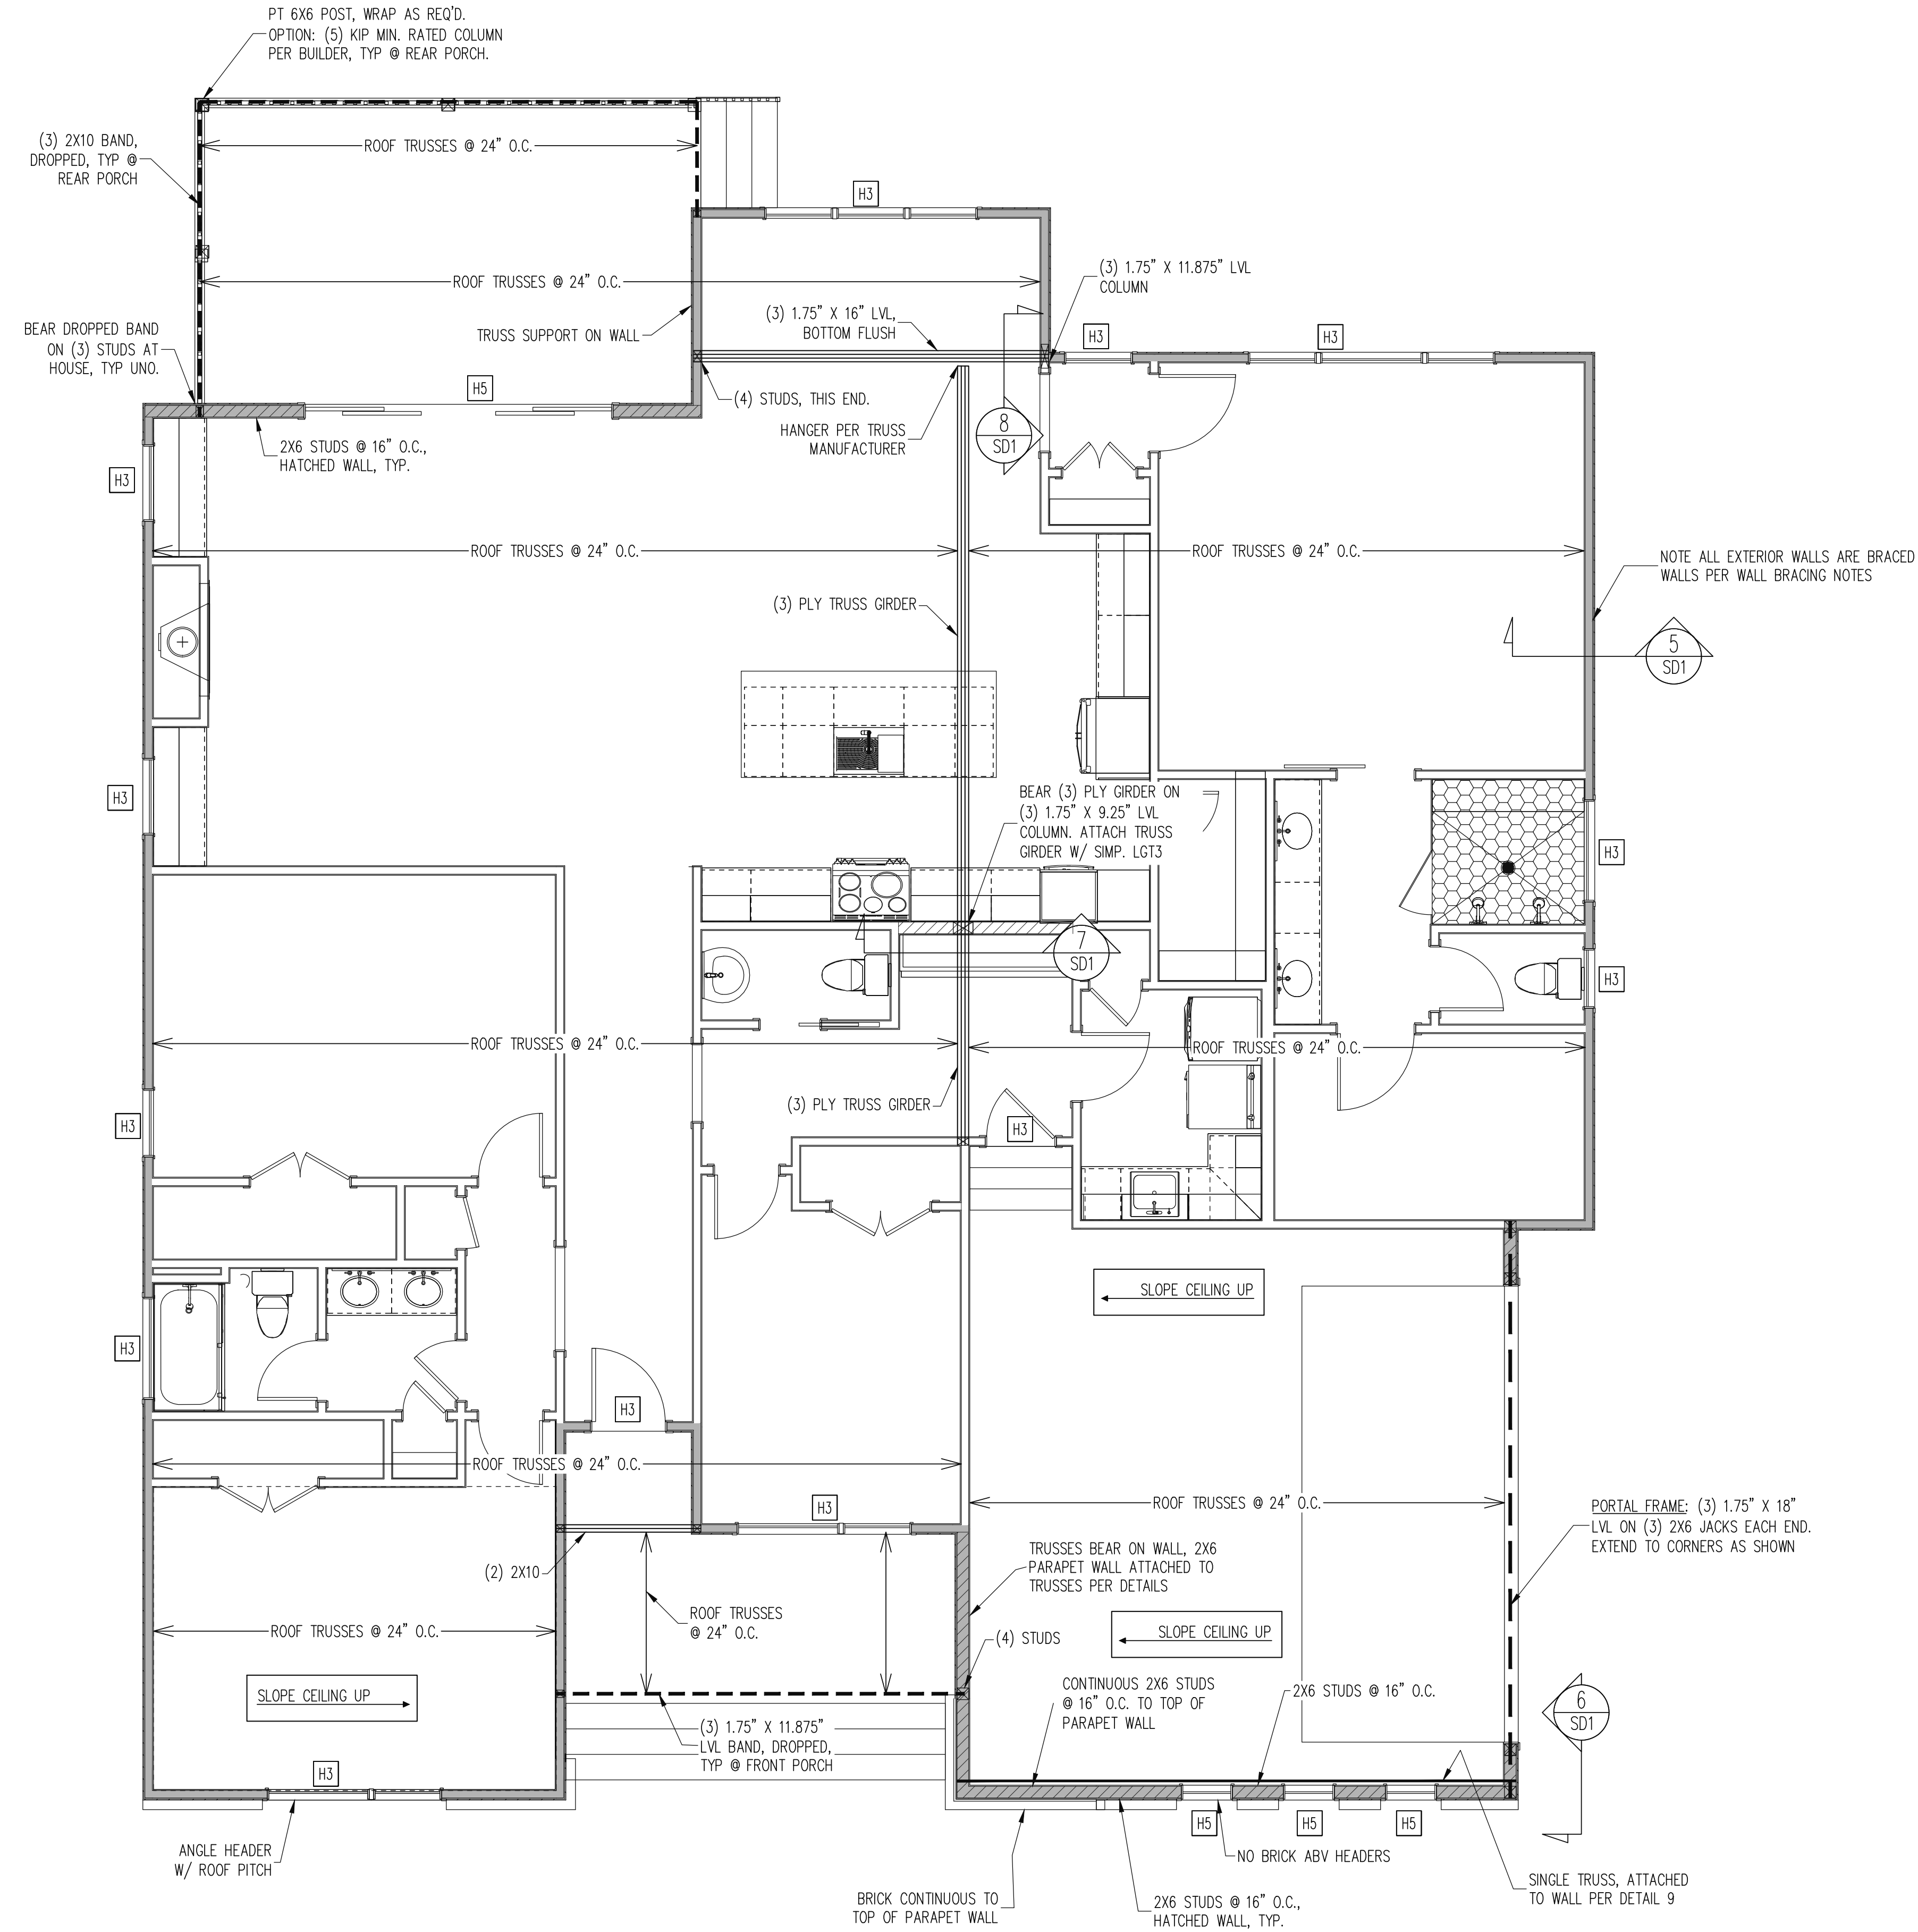 PT 6X6 POST, WRAP AS REQ'D.
OPTION: (5) KIP MIN. RATED COLUMN
PER BUILDER, TYP @ REAR PORCH.
(3) 2X10 BAND,
DROPPED, TYP @
REAR PORCH
ROOF TRUSSES @ 24" O.C.
H3
ROOF TRUSSES @ 24" O.C.
(3) 1.75" X 11.875" LVL
COLUMN
(3) 1.75" X 16" LVL,
BOTTOM FLUSH
TRUSS SUPPORT ON WALL
BEAR DROPPED BAND
ON (3) STUDS AT
HOUSE, TYP UNO.
H3
H3
H5
(4) STUDS, THIS END.
HANGER PER TRUSS
MANUFACTURER
8
SD1
2X6 STUDS @ 16" O.C.,
HATCHED WALL, TYP.
H3
ROOF TRUSSES @ 24" O.C.
ROOF TRUSSES @ 24" O.C.
NOTE ALL EXTERIOR WALLS ARE BRACED
WALLS PER WALL BRACING NOTES
(3) PLY TRUSS GIRDER
5
SD1
H3
BEAR (3) PLY GIRDER ON
(3) 1.75" X 9.25" LVL
COLUMN. ATTACH TRUSS
GIRDER W/ SIMP. LGT3
H3
7
SD1
H3
ROOF TRUSSES @ 24" O.C.
ROOF TRUSSES @ 24" O.C.
(3) PLY TRUSS GIRDER
H3
H3
SLOPE CEILING UP
H3
H3
ROOF TRUSSES @ 24" O.C.
H3
ROOF TRUSSES @ 24" O.C.
PORTAL FRAME: (3) 1.75" X 18"
LVL ON (3) 2X6 JACKS EACH END.
EXTEND TO CORNERS AS SHOWN
(2) 2X10
TRUSSES BEAR ON WALL, 2X6
PARAPET WALL ATTACHED TO
TRUSSES PER DETAILS
ROOF TRUSSES
@ 24" O.C.
ROOF TRUSSES @ 24" O.C.
SLOPE CEILING UP
(4) STUDS
SLOPE CEILING UP
CONTINUOUS 2X6 STUDS
@ 16" O.C. TO TOP OF
PARAPET WALL
2X6 STUDS @ 16" O.C.
6
SD1
(3) 1.75" X 11.875"
LVL BAND, DROPPED,
TYP @ FRONT PORCH
H3
H5
H5
H5
ANGLE HEADER
W/ ROOF PITCH
NO BRICK ABV HEADERS
BRICK CONTINUOUS TO
TOP OF PARAPET WALL
2X6 STUDS @ 16" O.C.,
HATCHED WALL, TYP.
SINGLE TRUSS, ATTACHED
TO WALL PER DETAIL 9